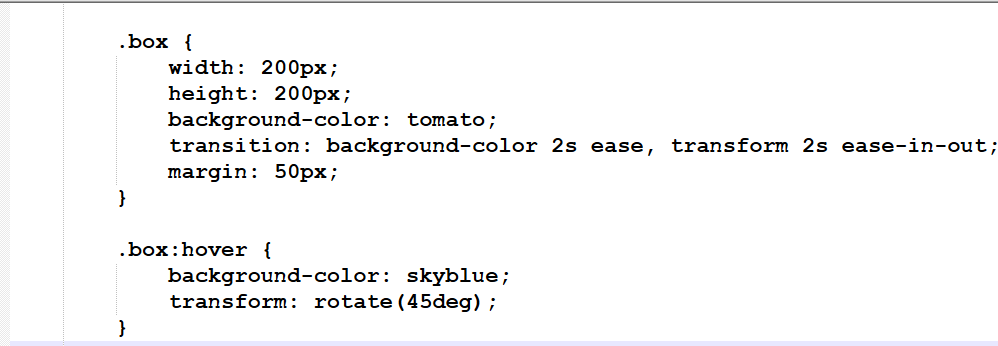 .box {
    width: 200px;
    height: 200px;
    background-color: tomato;
    transition: background-color 2s ease, transform 2s ease-in-out;
    margin: 50px;
}

.box:hover {
    background-color: skyblue;
    transform: rotate(45deg);
}